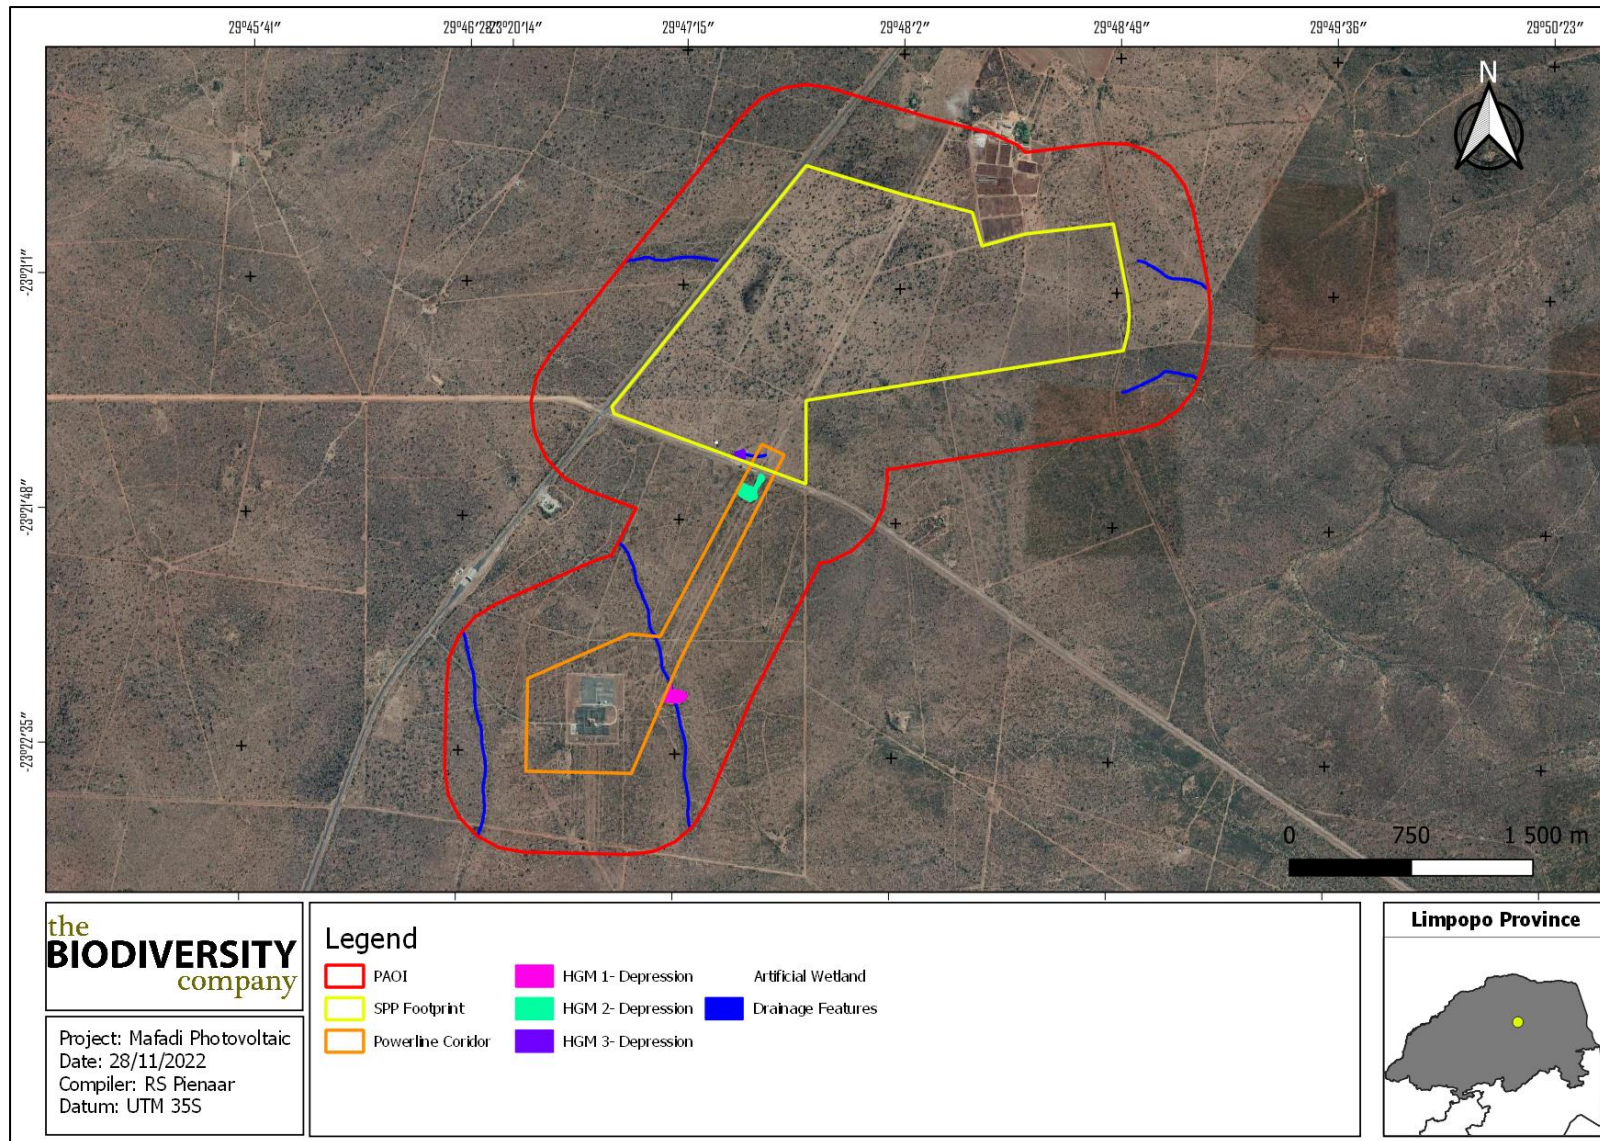 29°45'41"
29°46'28"
-23°20'14"
29°47'15"
29°48'2"
29°48'49"
29°49'36"
29°50'23"
N
-23°21'1"
-23°21'48"
-23°22'35"
0 750 1 500 m
the
BIODIVERSITY
company
Project: Mafadi Photovoltaic
Date: 28/11/2022
Compiler: RS Pienaar
Datum: UTM 35S
Legend
PAOI
SPP Footprint
Powerline Coridor
HGM 1- Depression
HGM 2- Depression
HGM 3- Depression
Artificial Wetland
Drainage Features
Limpopo Province